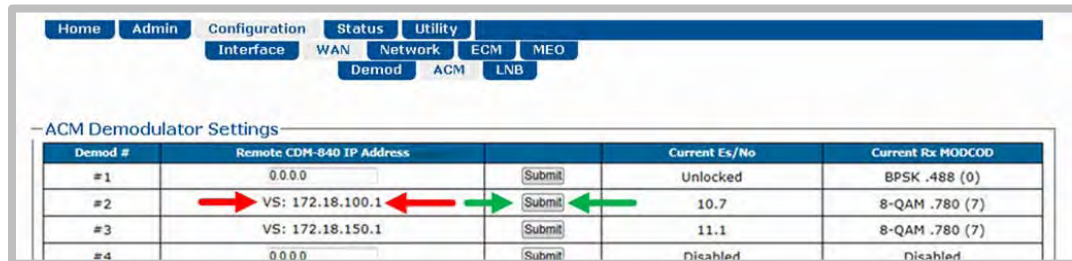 Home Admin Configuration Status Utility
Interface WAN Network ECM MEO
Demod ACM LNB
ACM Demodulator Settings
Demod # Remote CDM-840 IP Address Current Es/No Current Rx MODCOD
#1 0.0.0.0 Submit Unlocked BPSK .488 (0)
#2 VS: 172.18.100.1 Submit 10.7 8-QAM .780 (7)
#3 VS: 172.18.150.1 Submit 11.1 8-QAM .780 (7)
#4 0.0.0.0 Submit Disabled Disabled